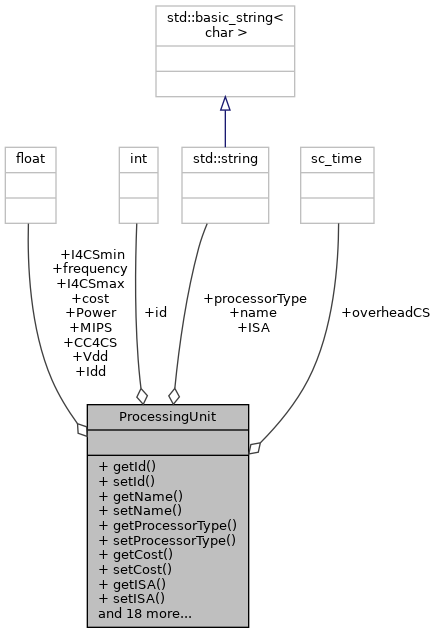 std::basic_string<
char >
float
int
std::string
sc_time
+I4CSmin
+frequency
+I4CSmax
+cost
+Power
+MIPS
+CC4CS
+Vdd
+Idd
+id
+processorType
+name
+ISA
+overheadCS
ProcessingUnit
+ getId()
+ setId()
+ getName()
+ setName()
+ getProcessorType()
+ setProcessorType()
+ getCost()
+ setCost()
+ getISA()
+ setISA()
and 18 more...